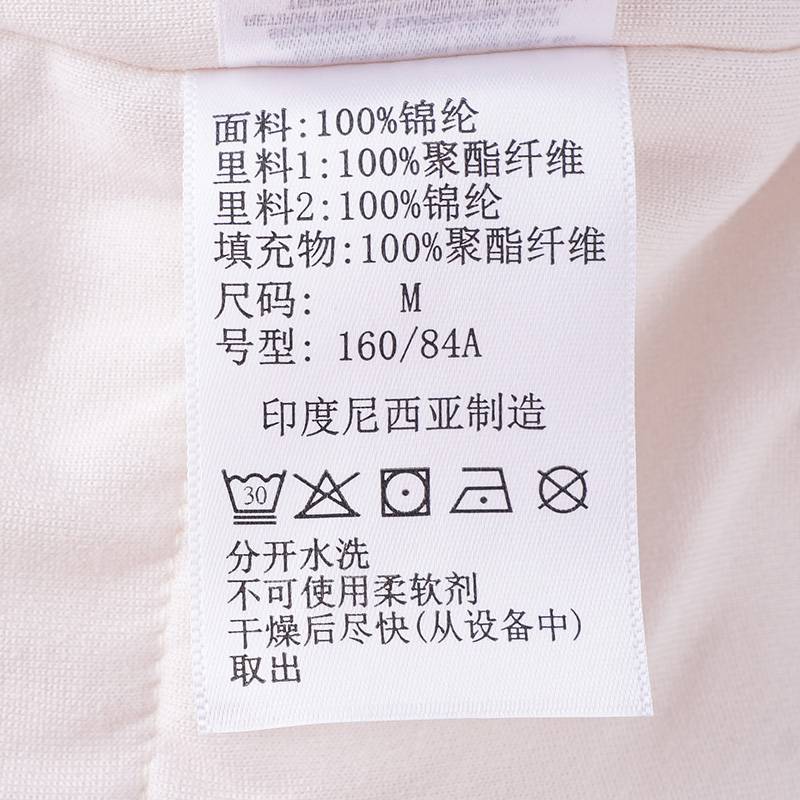 面料:100%锦纶
里料1:100%聚酯纤维
里料2:100%锦纶
填充物:100%聚酯纤维
尺码: M
号型: 160/84A
印度尼西亚制造
30
分开水洗
不可使用柔软剂
干燥后尽快(从设备中)
取出